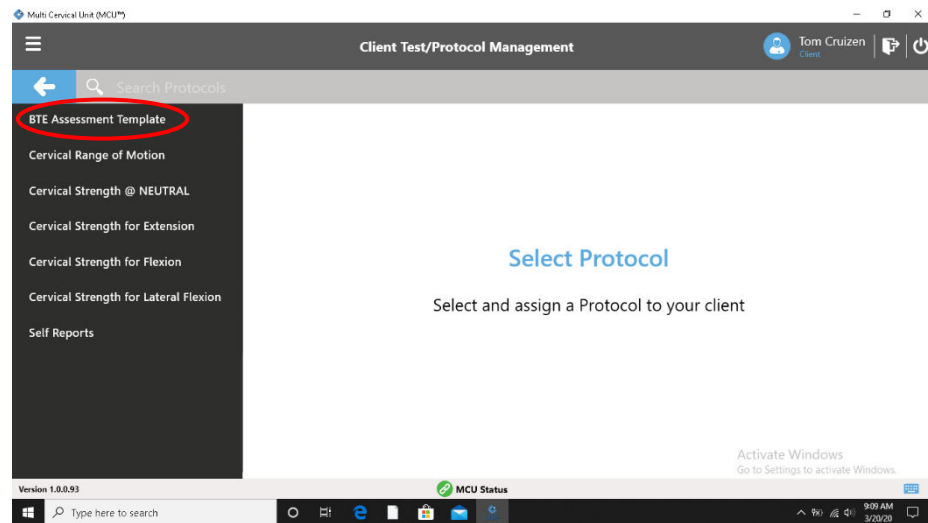 Multi Cervical Unit (MCU™)
Client Test/Protocol Management
Tom Cruizen
Client
Search Protocols
BTE Assessment Template
Cervical Range of Motion
Cervical Strength @ NEUTRAL
Cervical Strength for Extension
Cervical Strength for Flexion
Cervical Strength for Lateral Flexion
Self Reports
Select Protocol
Select and assign a Protocol to your client
Activate Windows
Go to Settings to activate Windows.
Version 1.0.0.93
MCU Status
Type here to search
9:09 AM
3/20/20